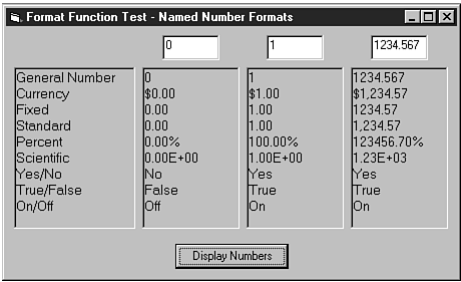 Format Function Test - Named Number Formats
0 1 1234.567
General Number 0 1 1234.567
Currency $0.00 $1.00 $1,234.57
Fixed 0.00 1.00 1234.57
Standard 0.00 1.00 1,234.57
Percent 0.00% 100.00% 123456.70%
Scientific 0.00E+00 1.00E+00 1.23E+03
Yes/No No Yes Yes
True/False False True True
On/Off Off On On
Display Numbers